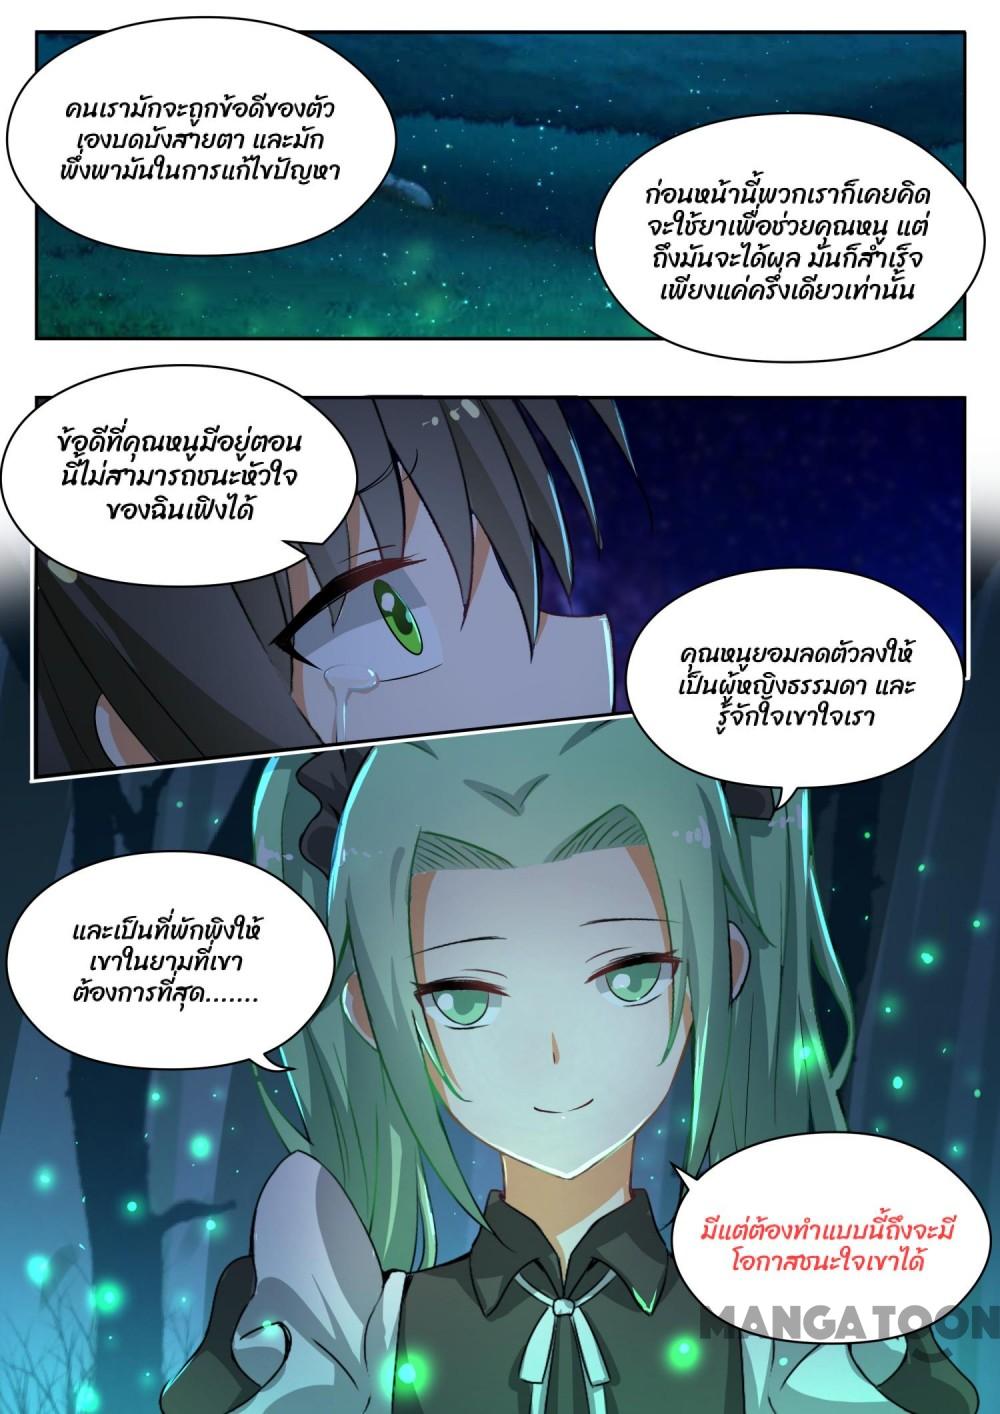 คนเรามักจะถูกข้อดีของตัว
เองบดบังสายตา และมัก
พึ่งพามันในการแก้ไขปัญหา
ก่อนหน้านี้พวกเราก็เคยคิด
จะใช้ยาเพื่อช่วยคุณหนู แต่
ถึงมันจะได้ผล มันก็สำเร็จ
เพียงแค่ครึ่งเดียวเท่านั้น
ข้อดีที่คุณหนูมีอยู่ตอน
นี้ไม่สามารถชนะหัวใจ
ของฉินเฟิงได้
คุณหนูยอมลดตัวลงให้
เป็นผู้หญิงธรรมดา และ
รู้จักใจเขาใจเรา
และเป็นที่พักพิงให้
เขาในยามที่เขา
ต้องการที่สุด.......
มีแต่ต้องทำแบบนี้ถึงจะมี
โอกาสชนะใจเขาได้
MANGATOON